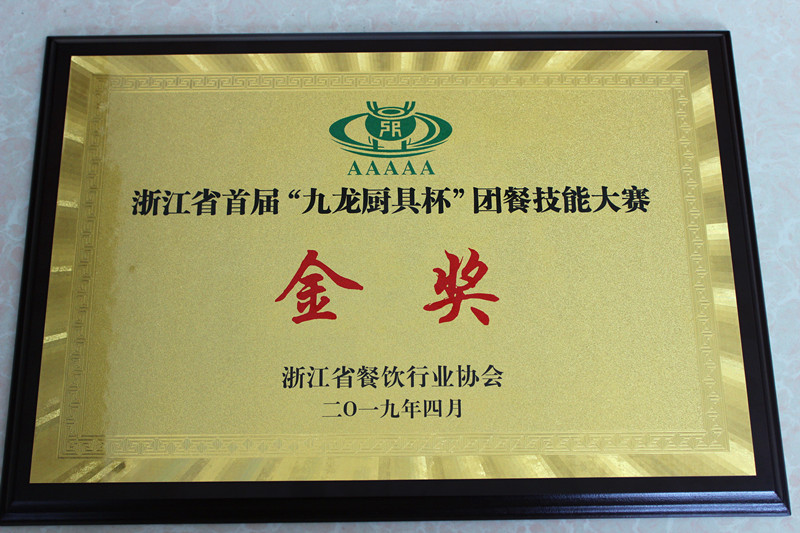 AAAAA
浙江省首届“九龙厨具杯”团餐技能大赛
金奖
浙江省餐饮行业协会
二〇一九年四月